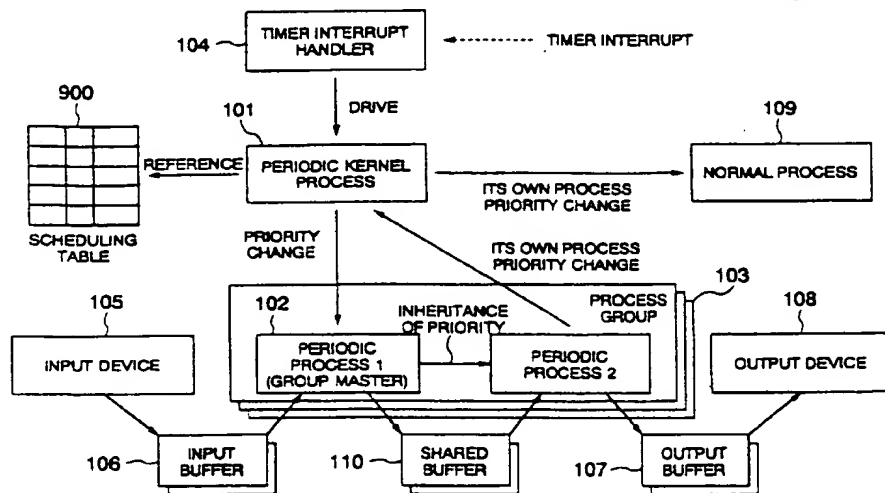 104
TIMER INTERRUPT
HANDLER
TIMER INTERRUPT
900
DRIVE
101
109
REFERENCE
PERIODIC KERNEL
PROCESS
NORMAL PROCESS
ITS OWN PROCESS
PRIORITY CHANGE
SCHEDULING
TABLE
PRIORITY
CHANGE
ITS OWN PROCESS
PRIORITY CHANGE
103
105
102
INHERITANCE
OF PRIORITY
PROCESS
GROUP
108
INPUT DEVICE
PERIODIC
PROCESS 1
(GROUP MASTER)
PERIODIC
PROCESS 2
OUTPUT DEVICE
106
INPUT
BUFFER
110
SHARED
BUFFER
107
OUTPUT
BUFFER